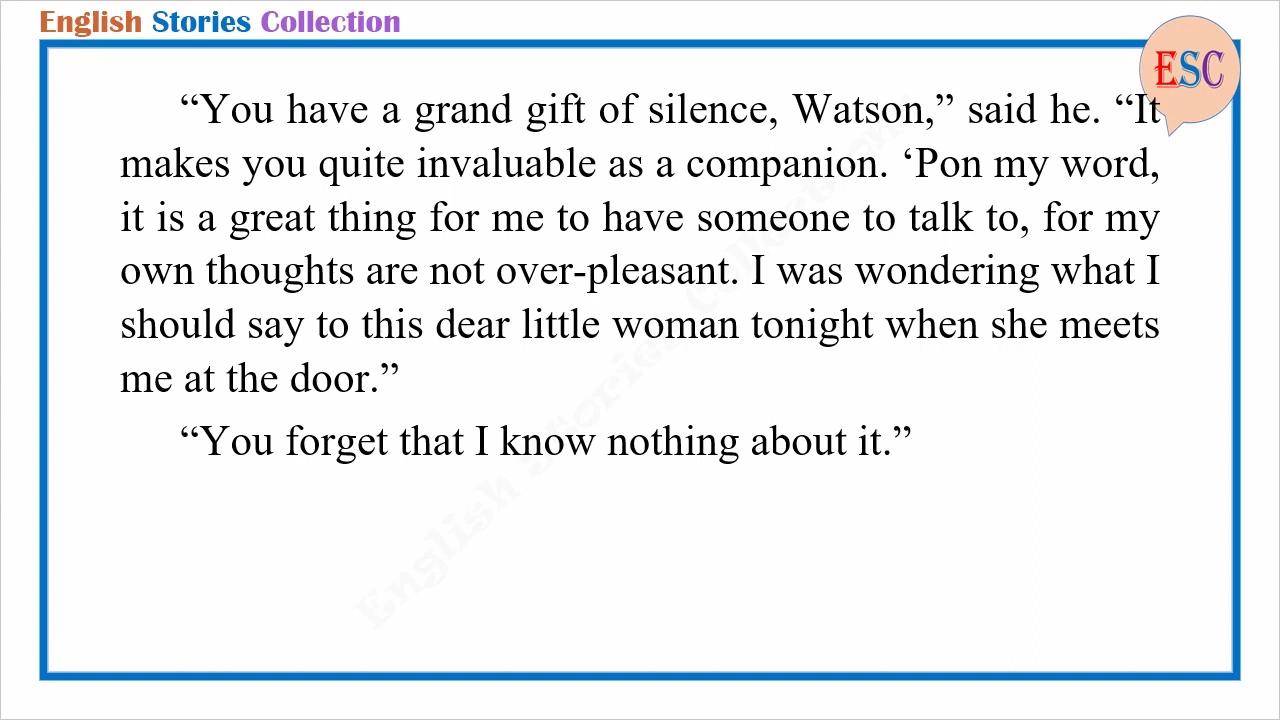 English Stories Collection
ESC
“You have a grand gift of silence, Watson,” said he. “It
makes you quite invaluable as a companion. ‘Pon my word,
it is a great thing for me to have someone to talk to, for my
own thoughts are not over-pleasant. I was wondering what I
should say to this dear little woman tonight when she meets
me at the door.”
“You forget that I know nothing about it.”
English Stories Collection